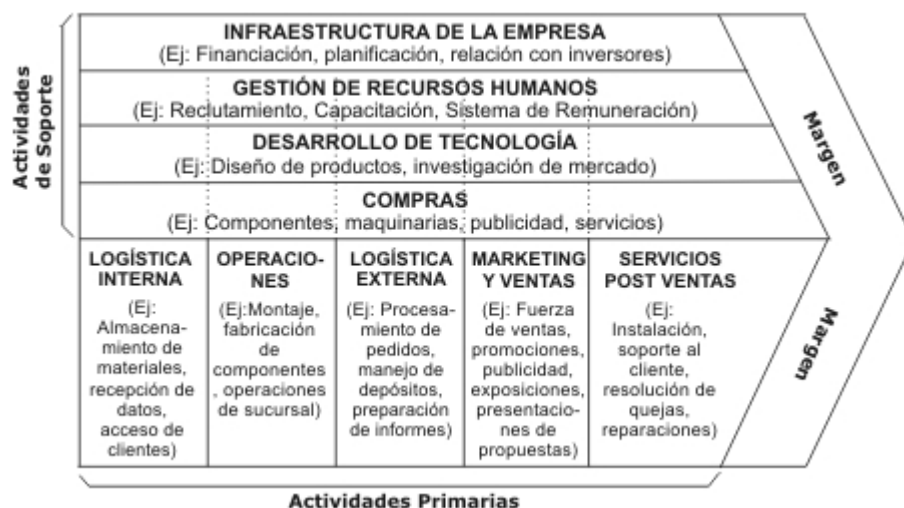 Actividades
de Soporte
INFRAESTRUCTURA DE LA EMPRESA
(Ej: Financiación, planificación, relación con inversores)
GESTIÓN DE RECURSOS HUMANOS
(Ej: Reclutamiento, Capacitación, Sistema de Remuneración)
DESARROLLO DE TECNOLOGÍA
(Ej: Diseño de productos, investigación de mercado)
COMPRAS
(Ej: Componentes, maquinarias, publicidad, servicios)
LOGÍSTICA
INTERNA
(Ej:
Almacena-
miento de
materiales,
recepción de
datos,
acceso de
clientes)
OPERACIO-
NES
(Ej:Montaje,
fabricación
de
componentes
, operaciones
de sucursal)
LOGÍSTICA
EXTERNA
(Ej: Procesa-
miento de
pedidos,
manejo de
depósitos,
preparación
de informes)
MARKETING
Y VENTAS
(Ej: Fuerza
de ventas,
promociones,
publicidad,
exposiciones,
presentacio-
nes de
propuestas)
SERVICIOS
POST VENTAS
(Ej:
Instalación,
soporte al
cliente,
resolución de
quejas,
reparaciones)
Margen
Margen
Actividades Primarias